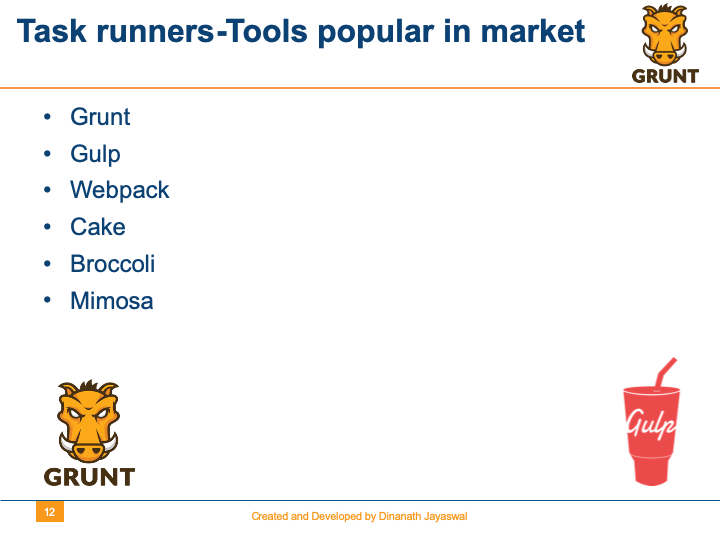 Task runners-Tools popular in market
GRUNT
• Grunt
• Gulp
• Webpack
• Cake
• Broccoli
• Mimosa
GRUNT
Gulp
12
Created and Developed by Dinanath Jayaswal